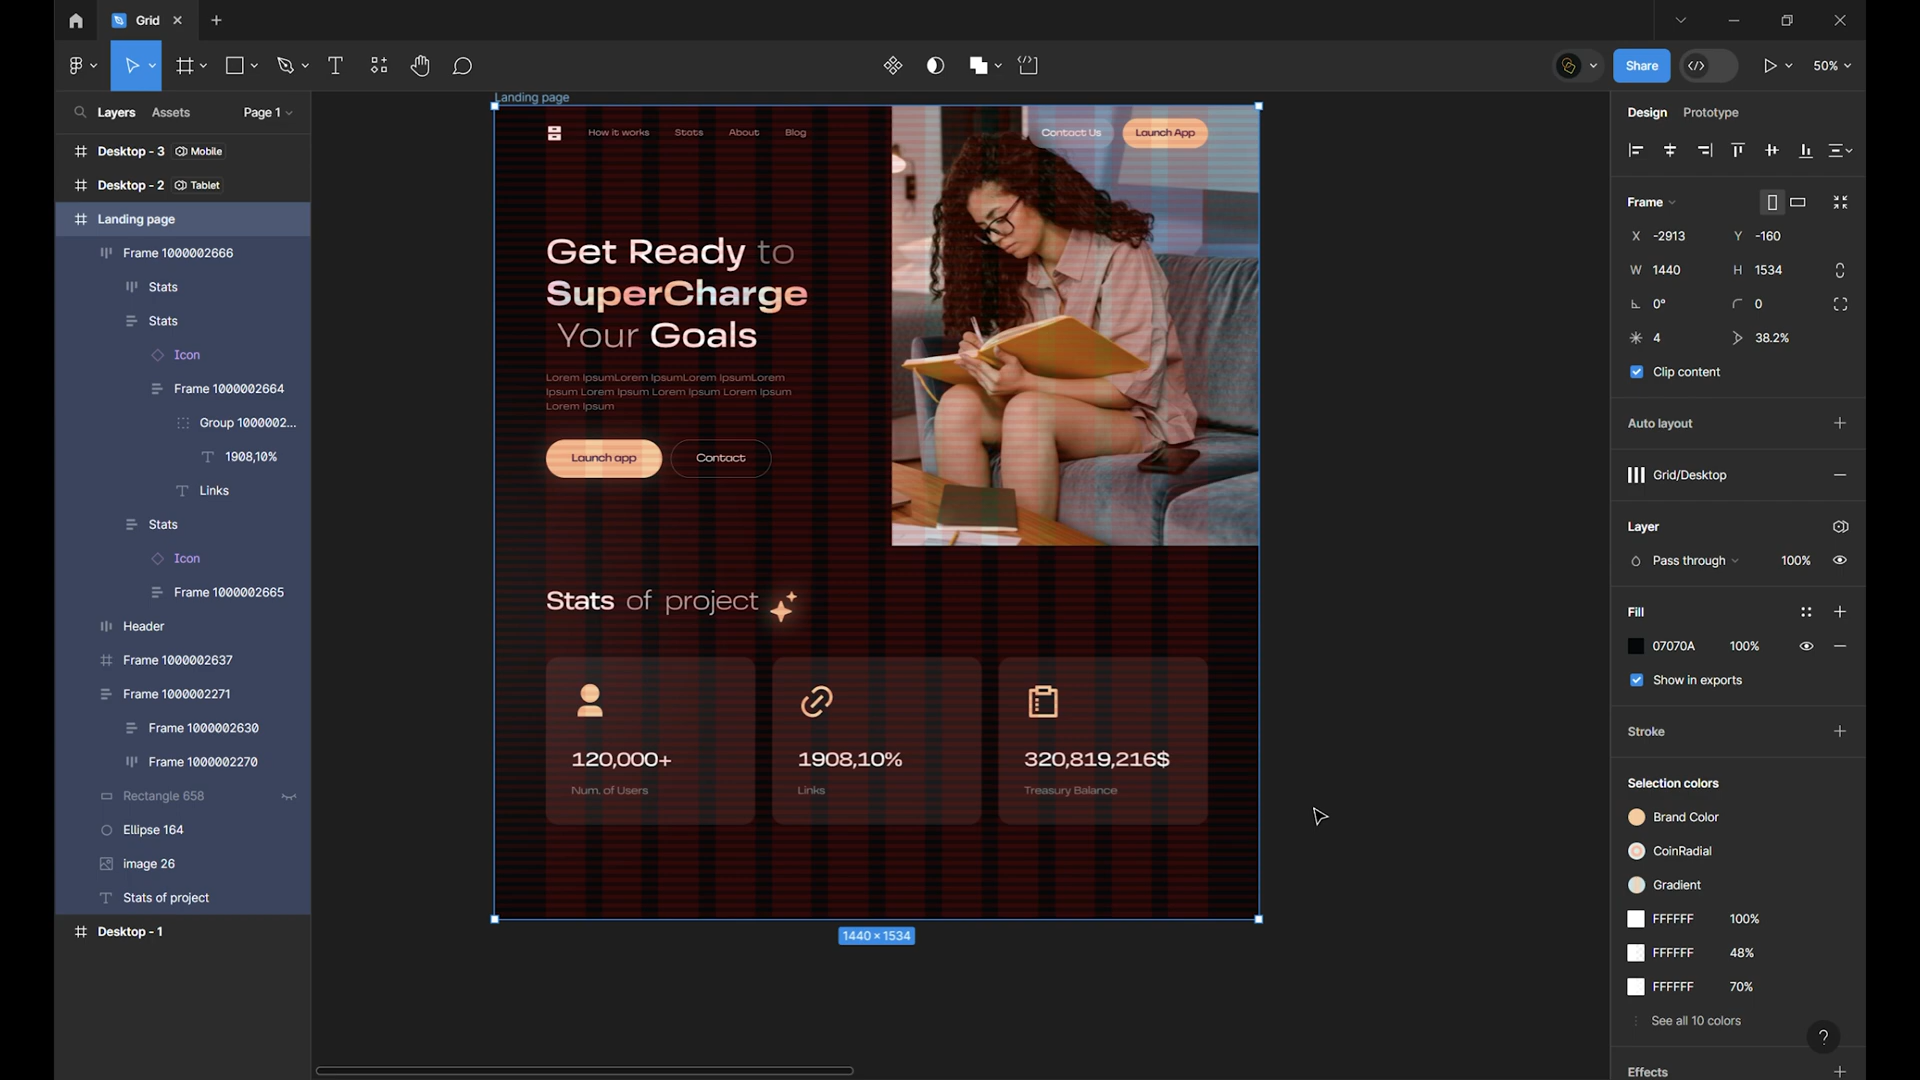 Grid
Share
50%
Layers
Assets
Page 1
Desktop - 3
Mobile
Desktop - 2
Tablet
Landing page
Frame 1000002666
Stats
Stats
Icon
Frame 1000002664
Group 1000002...
1908,10%
Links
Stats
Icon
Frame 1000002665
Header
Frame 1000002637
Frame 1000002271
Frame 1000002630
Frame 1000002270
Rectangle 658
Ellipse 164
image 26
Stats of project
Desktop - 1
Landing page
How it works
Stats
About
Blog
Contact Us
Launch App
Get Ready to
SuperCharge
Your Goals
Lorem IpsumLorem IpsumLorem IpsumLorem
Ipsum Lorem Ipsum Lorem Ipsum Lorem Ipsum
Lorem Ipsum
Launch app
Contact
Stats of project
120,000+
Num. of Users
1908,10%
Links
320,819,216$
Treasury Balance
1440 × 1534
Design
Prototype
Frame
X -2913
Y -160
W 1440
H 1534
0°
0
4
38.2%
Clip content
Auto layout
Grid/Desktop
Layer
Pass through
100%
Fill
07070A
100%
Show in exports
Stroke
Selection colors
Brand Color
CoinRadial
Gradient
FFFFFF 100%
FFFFFF 48%
FFFFFF 70%
See all 10 colors
?
Effects